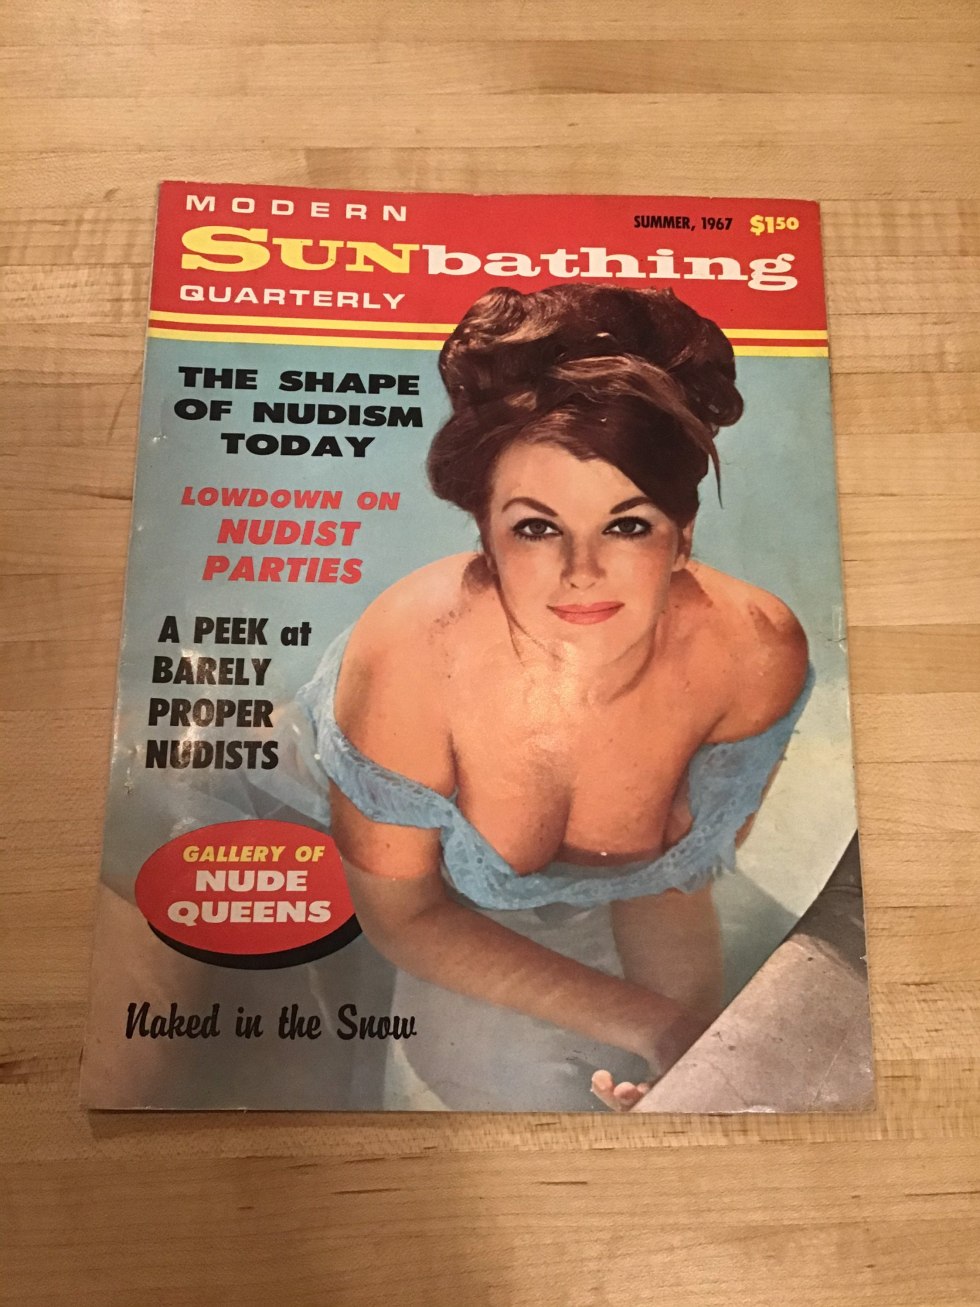 MODERN
SUMMER, 1967 $1.50
SUNbathing
QUARTERLY
THE SHAPE
OF NUDISM
TODAY
LOWDOWN ON
NUDIST
PARTIES
A PEEK at
BARELY
PROPER
NUDISTS
GALLERY OF
NUDE
QUEENS
Naked in the Snow